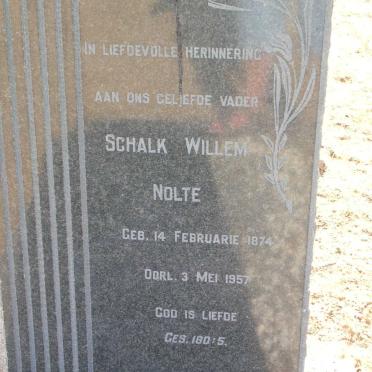 IN LIEFDEVOLLE HERINNERING
AAN ONS GELIEFDE VADER
SCHALK WILLEM
NOLTE
GEB. 14 FEBRUARIE 1874
OORL. 3 MEI 1957
GOD IS LIEFDE
GES. 180:5.